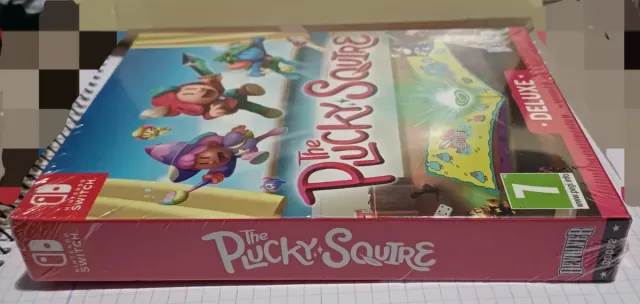 The
PLUCKY SQUIRE
DELUXE
7
www.pegi.info
NINTENDO
SWITCH
NINTENDO
SWITCH
The
PLUCKY SQUIRE
DEVOLVER